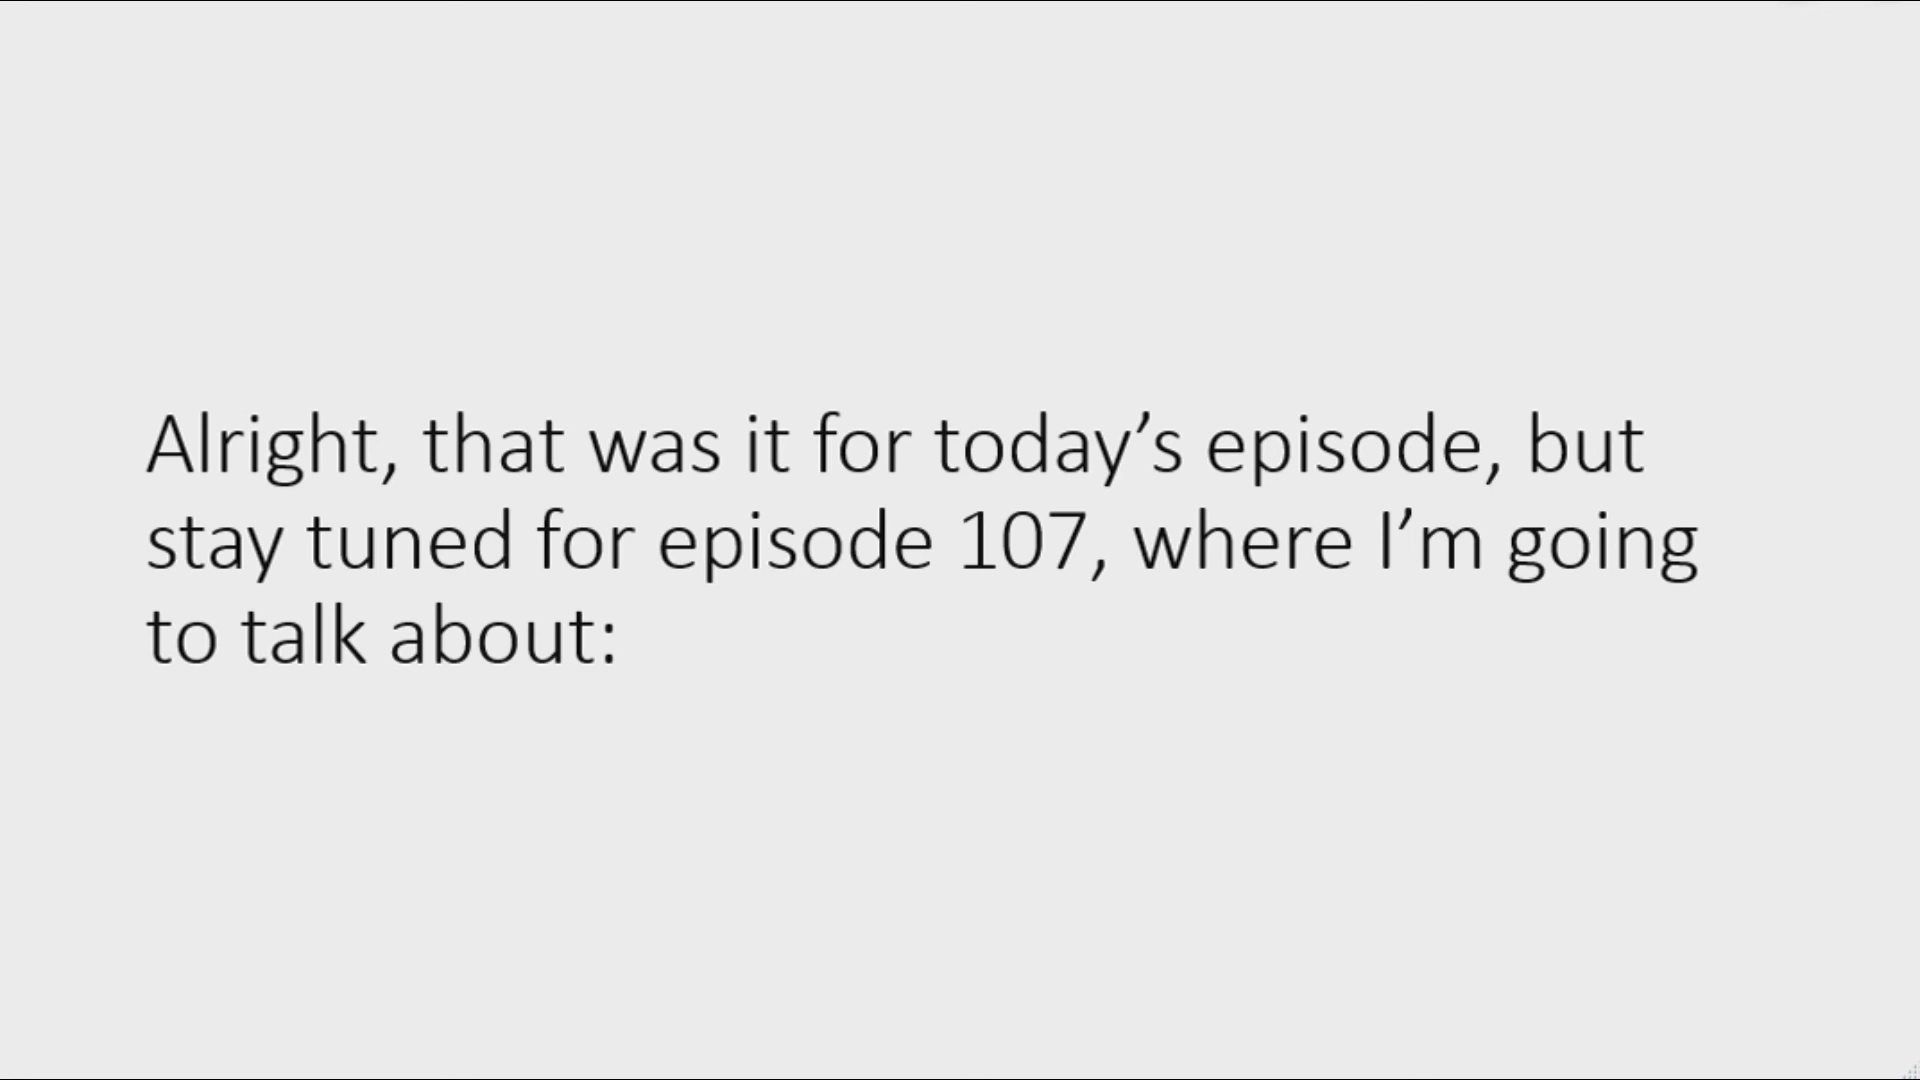 Alright, that was it for today’s episode, but
stay tuned for episode 107, where I’m going
to talk about: